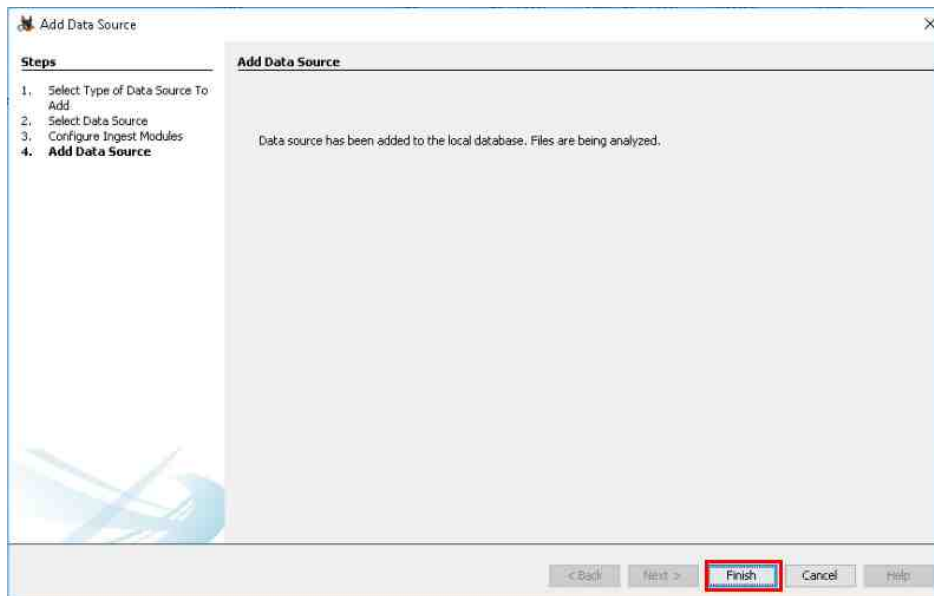 Add Data Source
Steps
1. Select Type of Data Source To
Add
2. Select Data Source
3. Configure Ingest Modules
4. Add Data Source
Add Data Source
Data source has been added to the local database. Files are being analyzed.
< Back Next > Finish Cancel Help